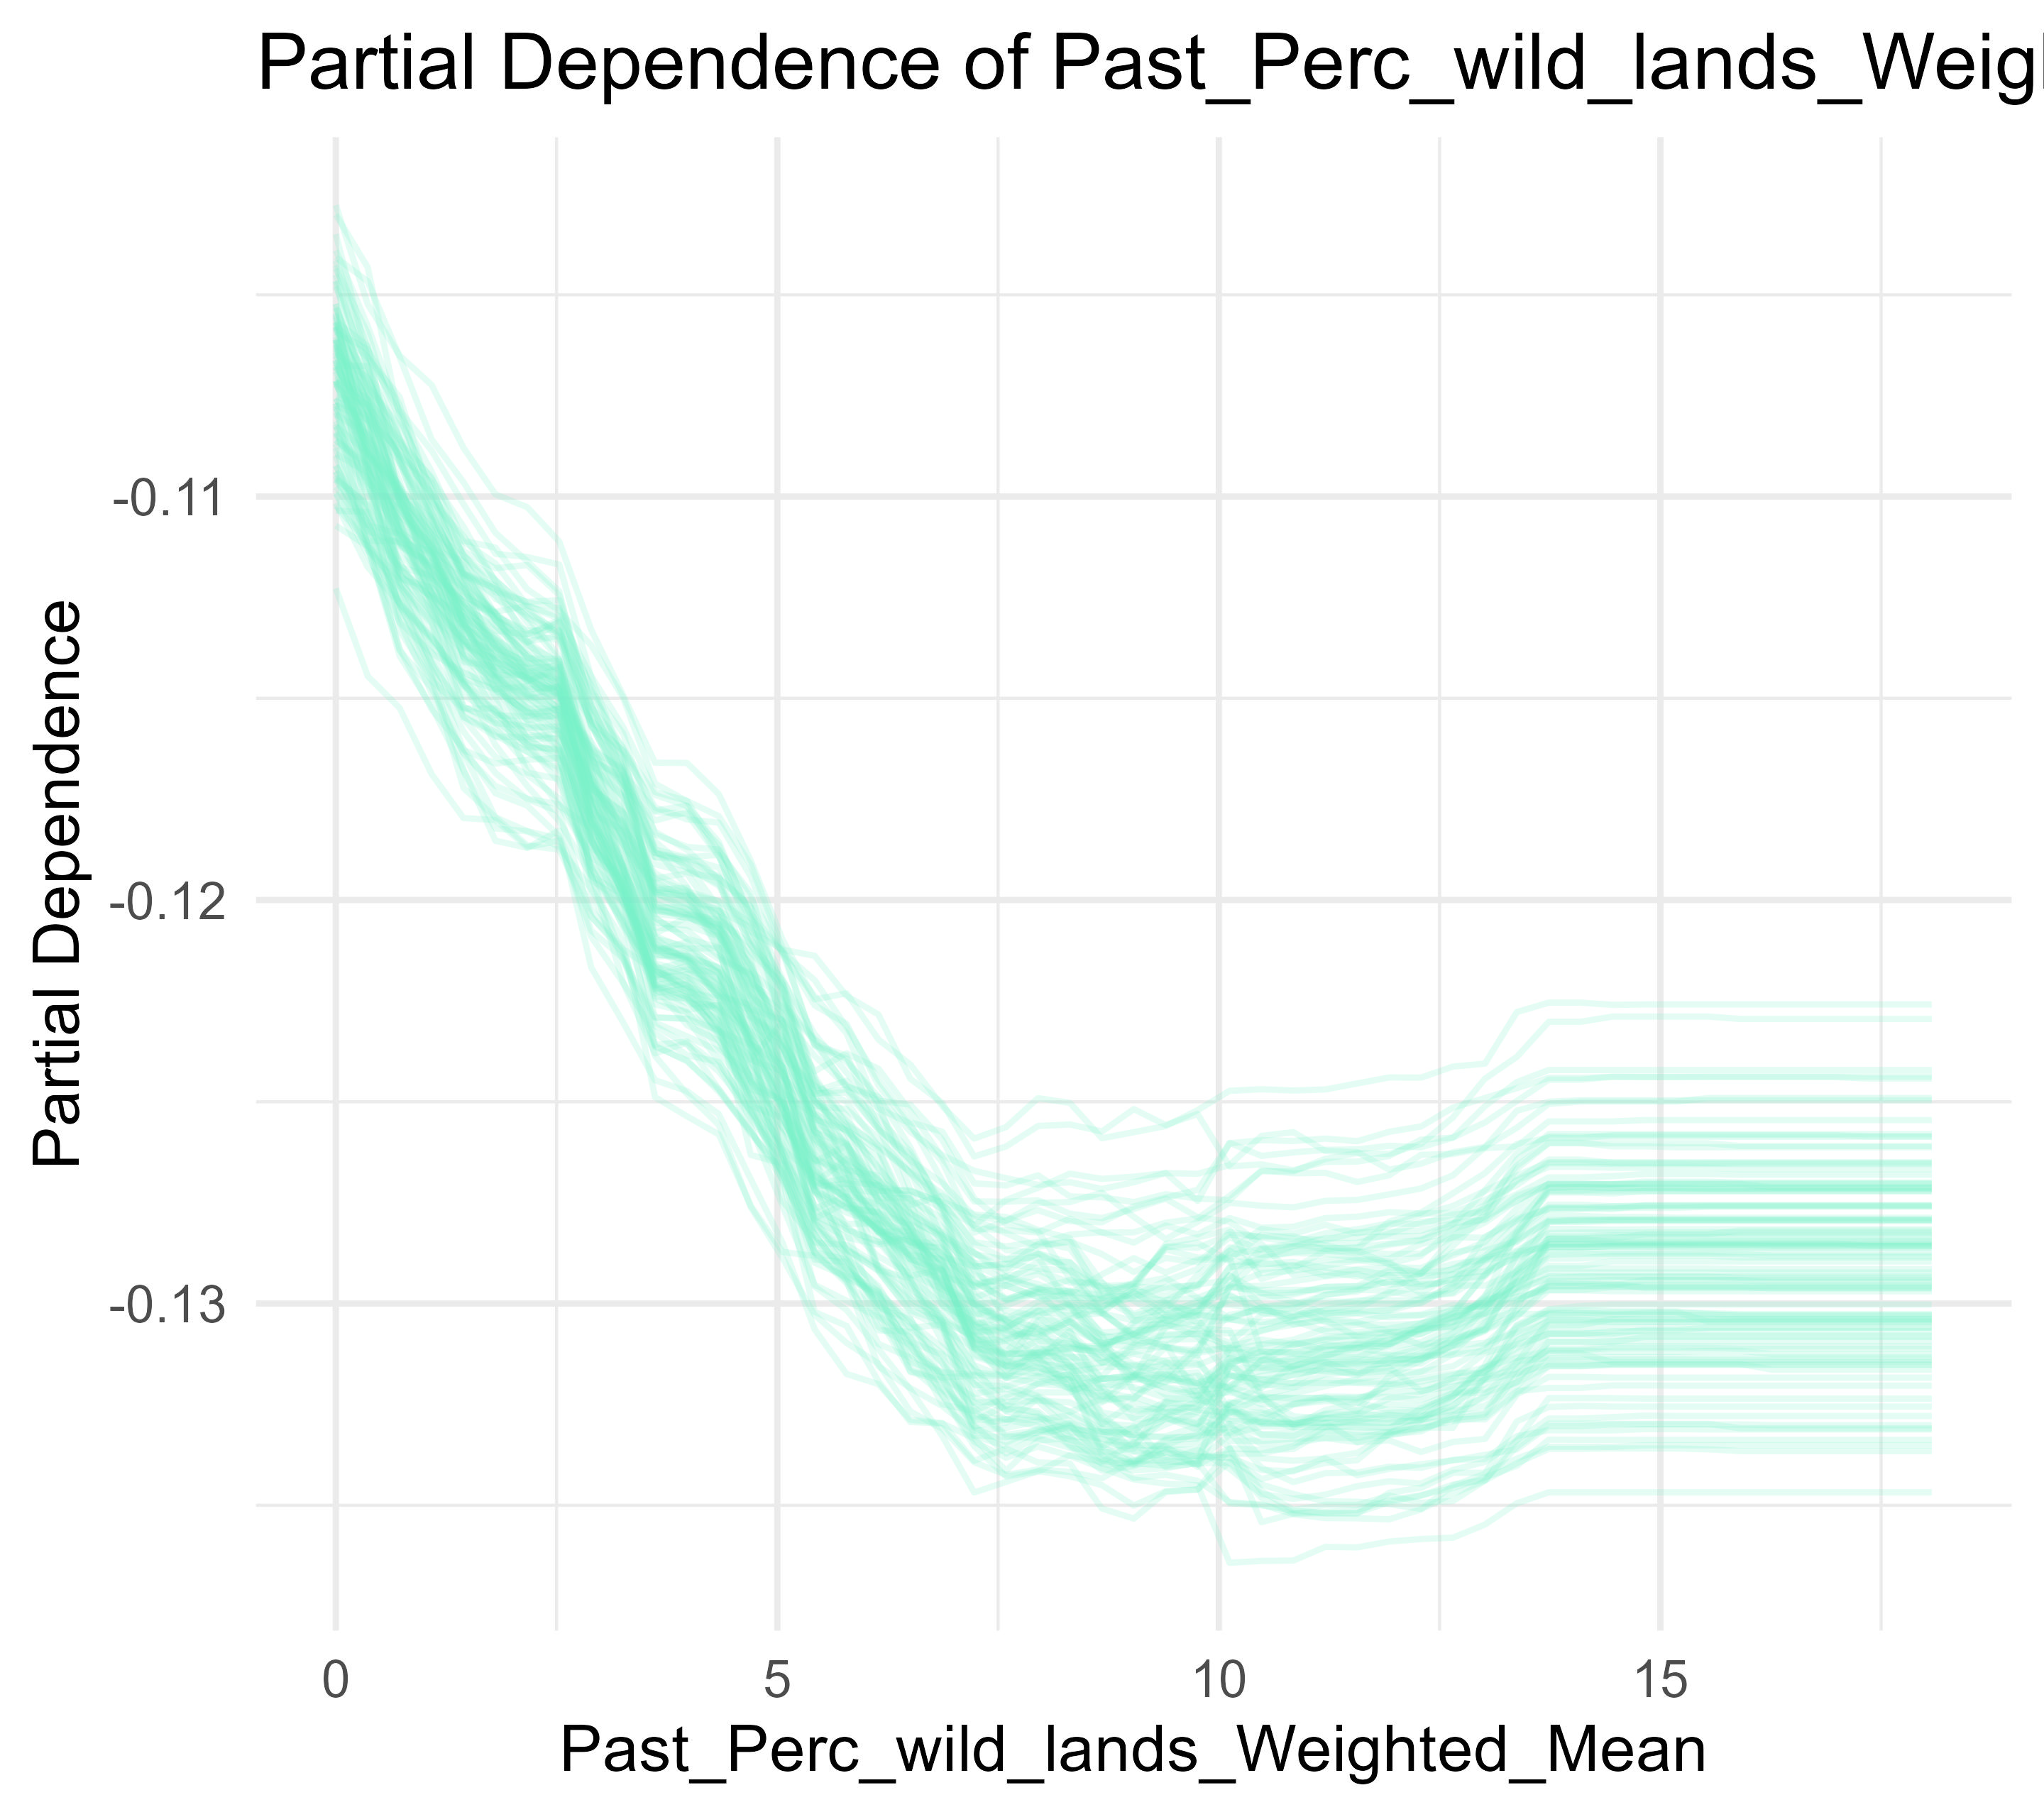 Partial Dependence of Past_Perc_wild_lands_Weig
Partial Dependence
-0.11
-0.12
-0.13
0 5 10 15
Past_Perc_wild_lands_Weighted_Mean